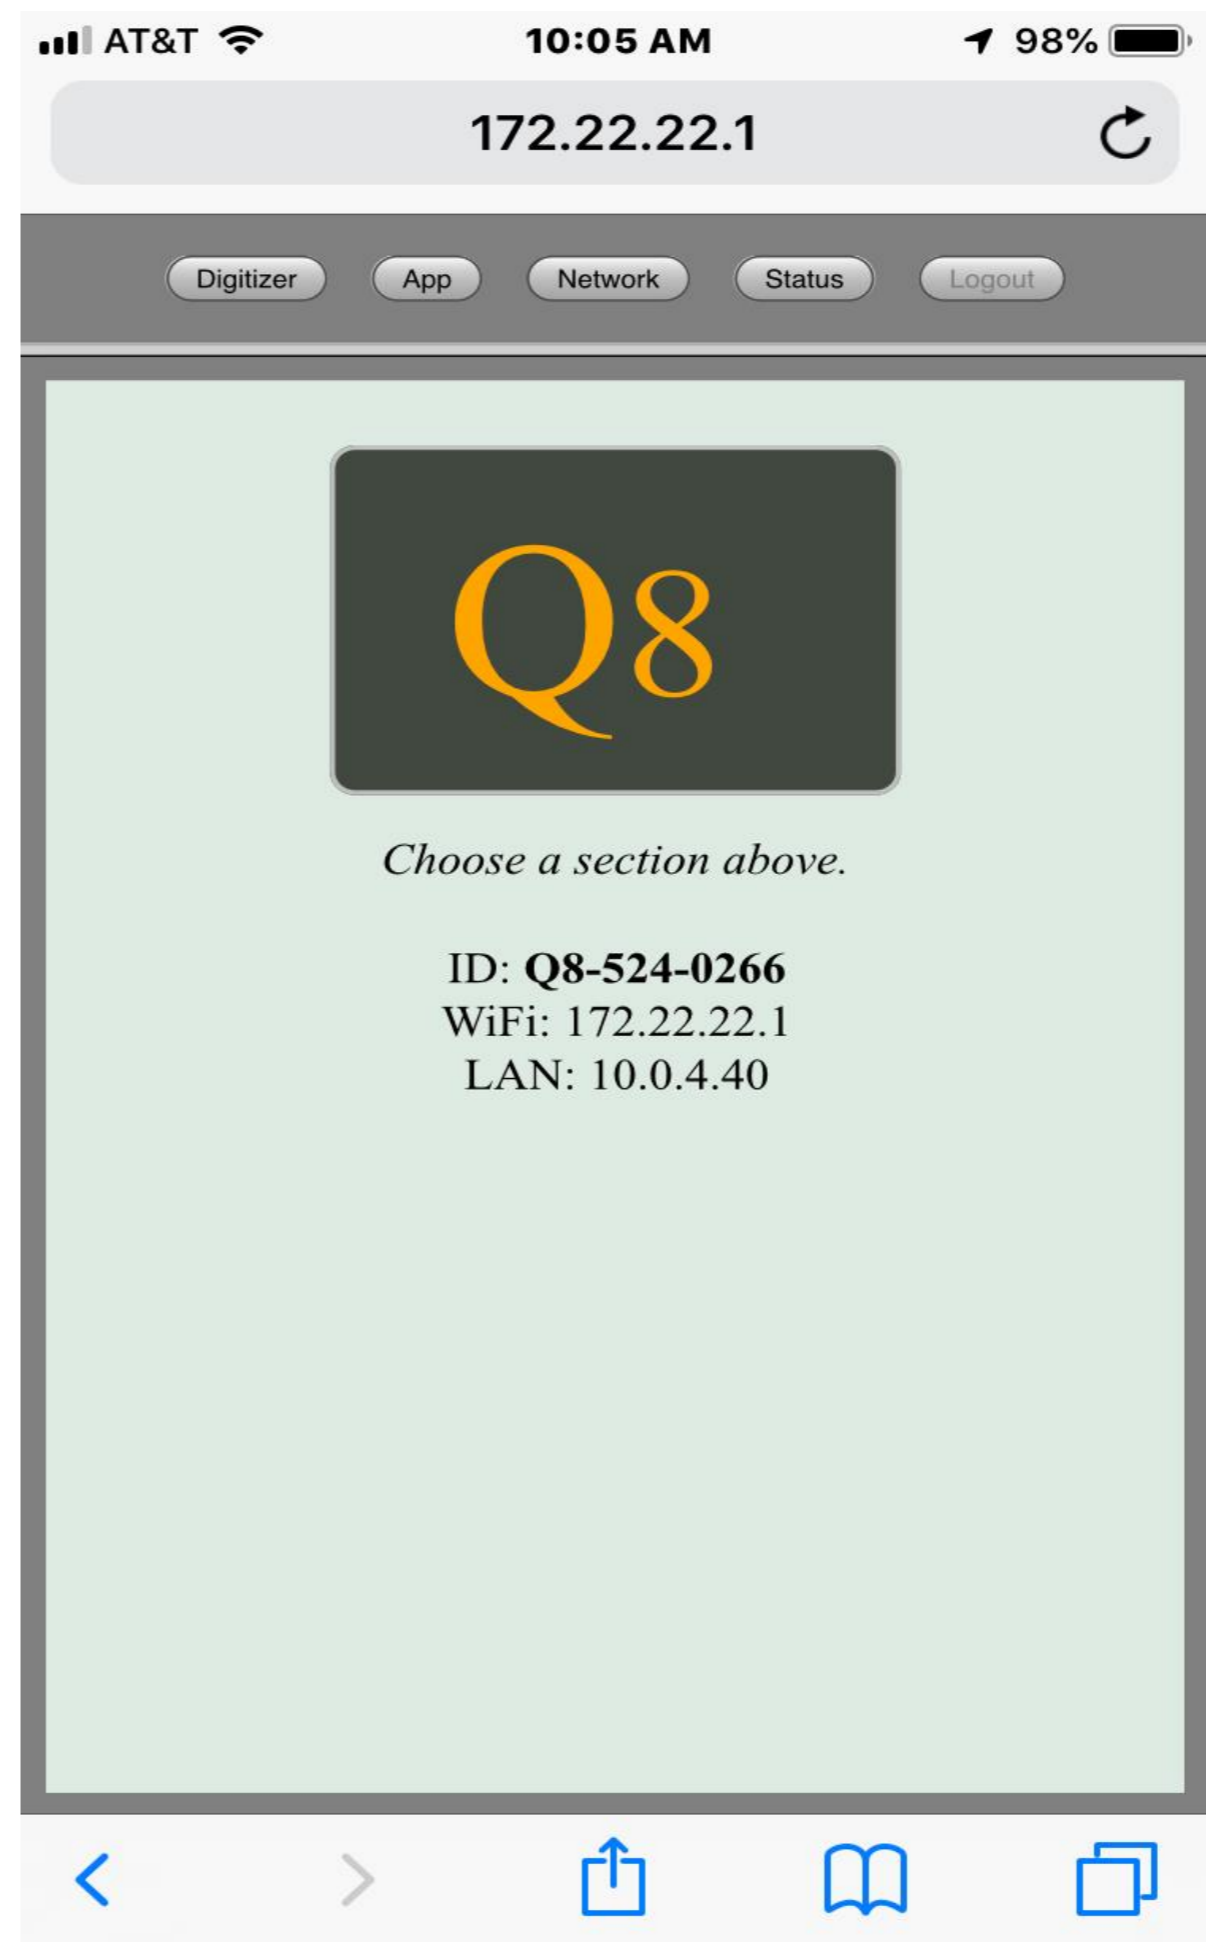 AT&T 10:05 AM 98%
172.22.22.1
Digitizer App Network Status Logout
Q8
Choose a section above.
ID: Q8-524-0266
WiFi: 172.22.22.1
LAN: 10.0.4.40